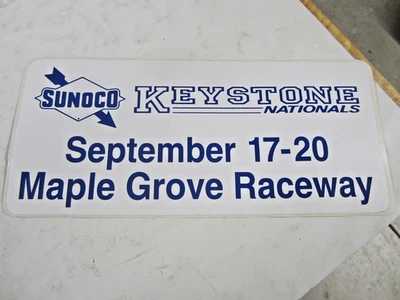 SUNOCO KEYSTONE
NATIONALS
September 17-20
Maple Grove Raceway